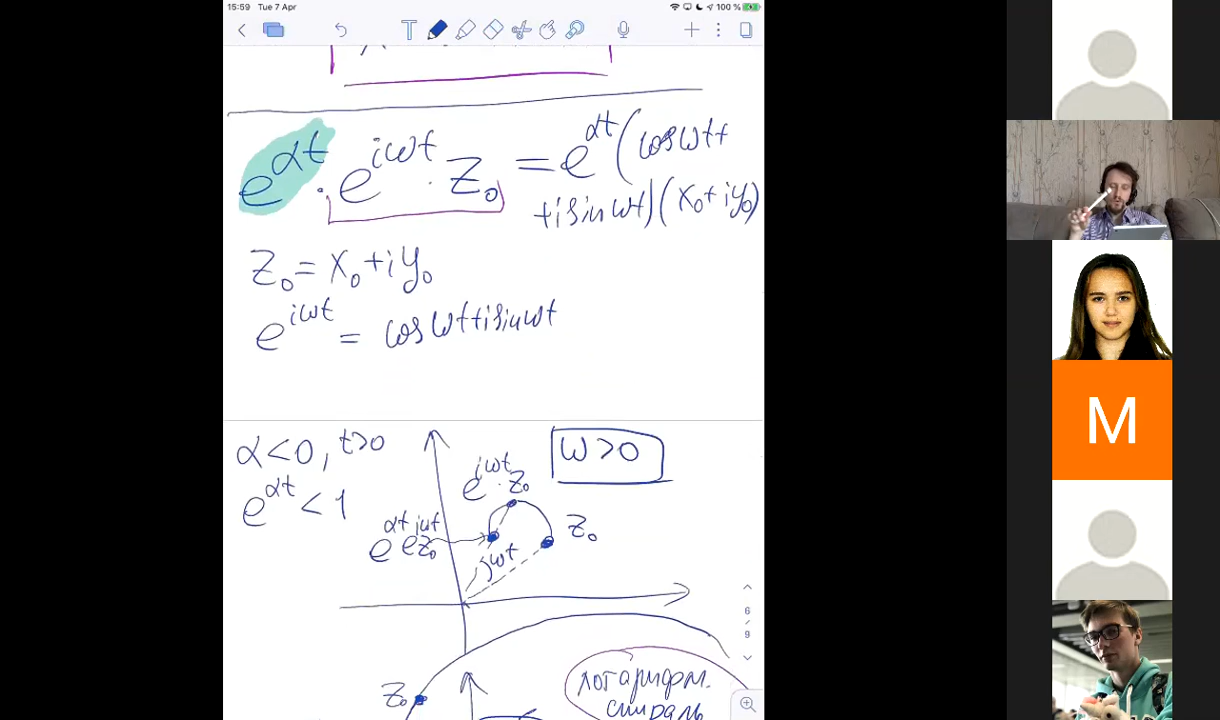 15:59 Tue 7 Apr
100 %
T
e^αt · e^iωt · z₀ = e^αt (cos ωt +
+ i sin ωt)(x₀ + iy₀)
z₀ = x₀ + iy₀
e^iωt = cos ωt + i sin ωt
α < 0, t > 0
e^αt < 1
ω > 0
e^iωt · z₀
z₀
e^αt e^iωt z₀
ωt
6
/
9
z₀
логарифм.
спираль
M